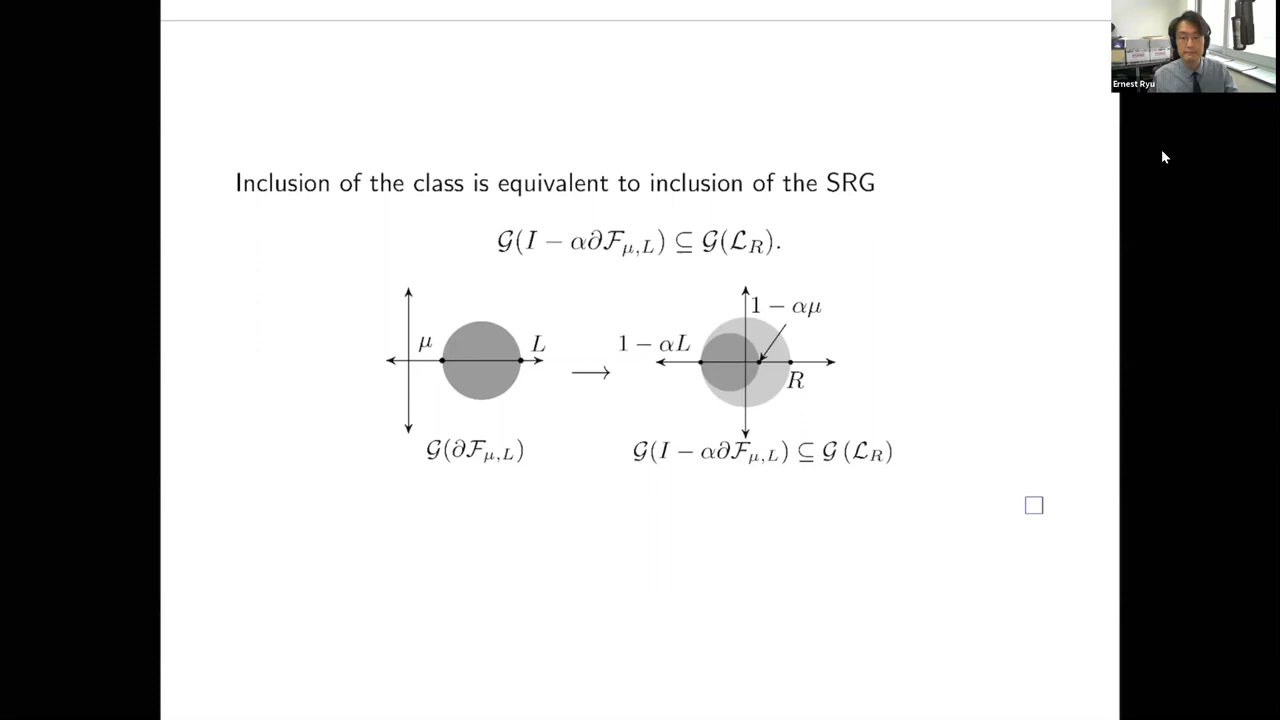 Ernest Ryu
Inclusion of the class is equivalent to inclusion of the SRG
𝒢(I − α∂ℱ_{μ,L}) ⊆ 𝒢(ℒ_R).
1 − αμ
μ
L
1 − αL
⟶
R
𝒢(∂ℱ_{μ,L})
𝒢(I − α∂ℱ_{μ,L}) ⊆ 𝒢 (ℒ_R)